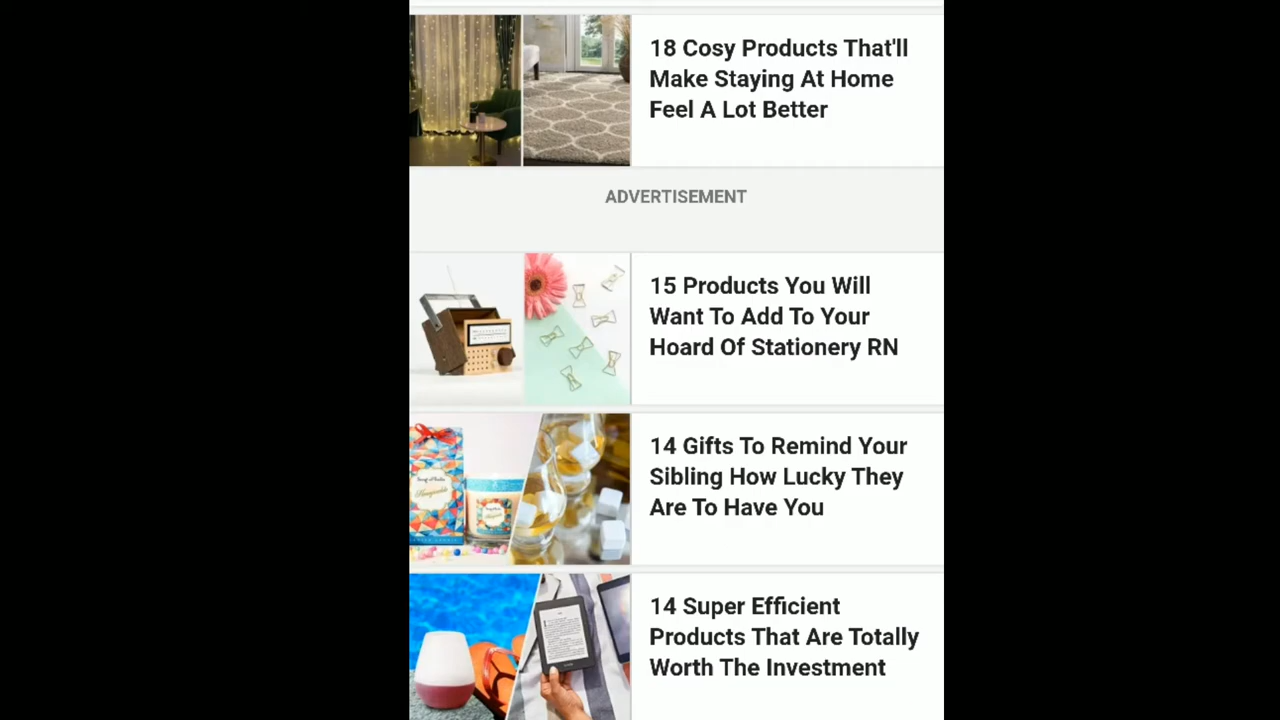 18 Cosy Products That'll
Make Staying At Home
Feel A Lot Better
ADVERTISEMENT
15 Products You Will
Want To Add To Your
Hoard Of Stationery RN
14 Gifts To Remind Your
Sibling How Lucky They
Are To Have You
14 Super Efficient
Products That Are Totally
Worth The Investment